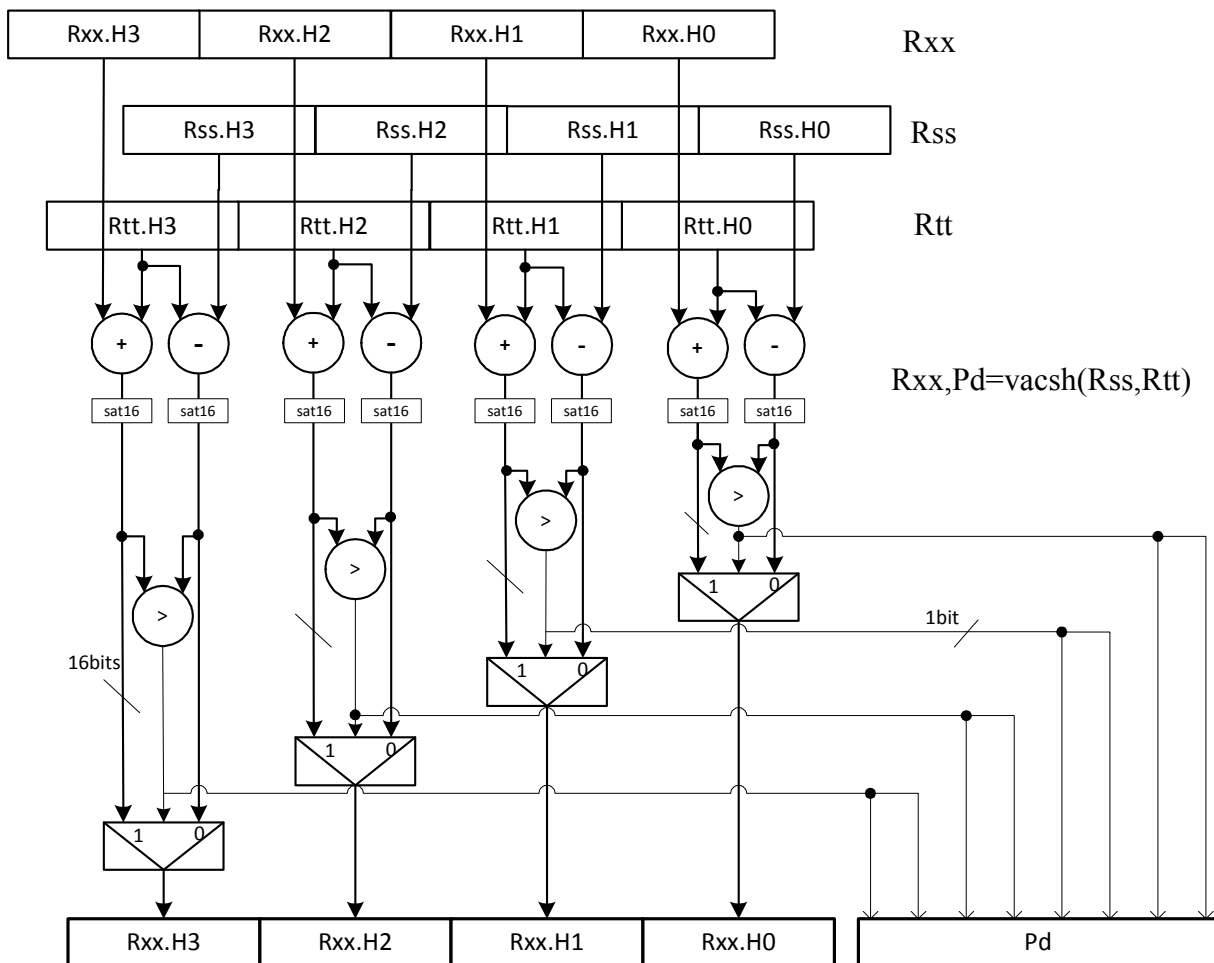 Rxx.H3 Rxx.H2 Rxx.H1 Rxx.H0 Rxx
Rss.H3 Rss.H2 Rss.H1 Rss.H0 Rss
Rtt.H3 Rtt.H2 Rtt.H1 Rtt.H0 Rtt
+ - + - + - + -
Rxx,Pd=vacsh(Rss,Rtt)
sat16 sat16 sat16 sat16 sat16 sat16 sat16 sat16
>
>
>
>
1 0
1bit
16bits
1 0
1 0
1 0
Rxx.H3 Rxx.H2 Rxx.H1 Rxx.H0 Pd